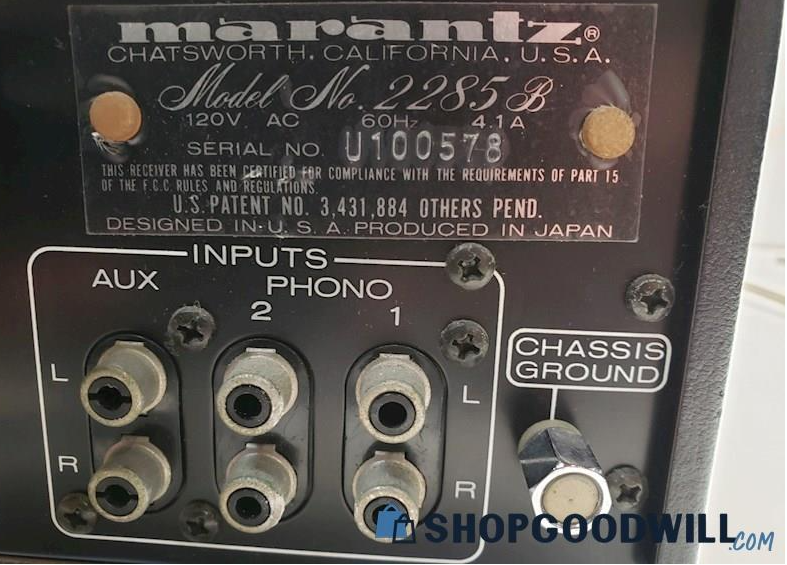 marantz®
CHATSWORTH, CALIFORNIA, U.S.A.
Model No. 2285B
120V AC 60Hz 4.1A
SERIAL NO. U100578
THIS RECEIVER HAS BEEN CERTIFIED FOR COMPLIANCE WITH THE REQUIREMENTS OF PART 15
OF THE F.C.C. RULES AND REGULATIONS.
U.S. PATENT NO. 3,431,884 OTHERS PEND.
DESIGNED IN U.S.A. PRODUCED IN JAPAN
INPUTS
AUX PHONO
2 1
CHASSIS
GROUND
L L
R R
SHOPGOODWILL.COM